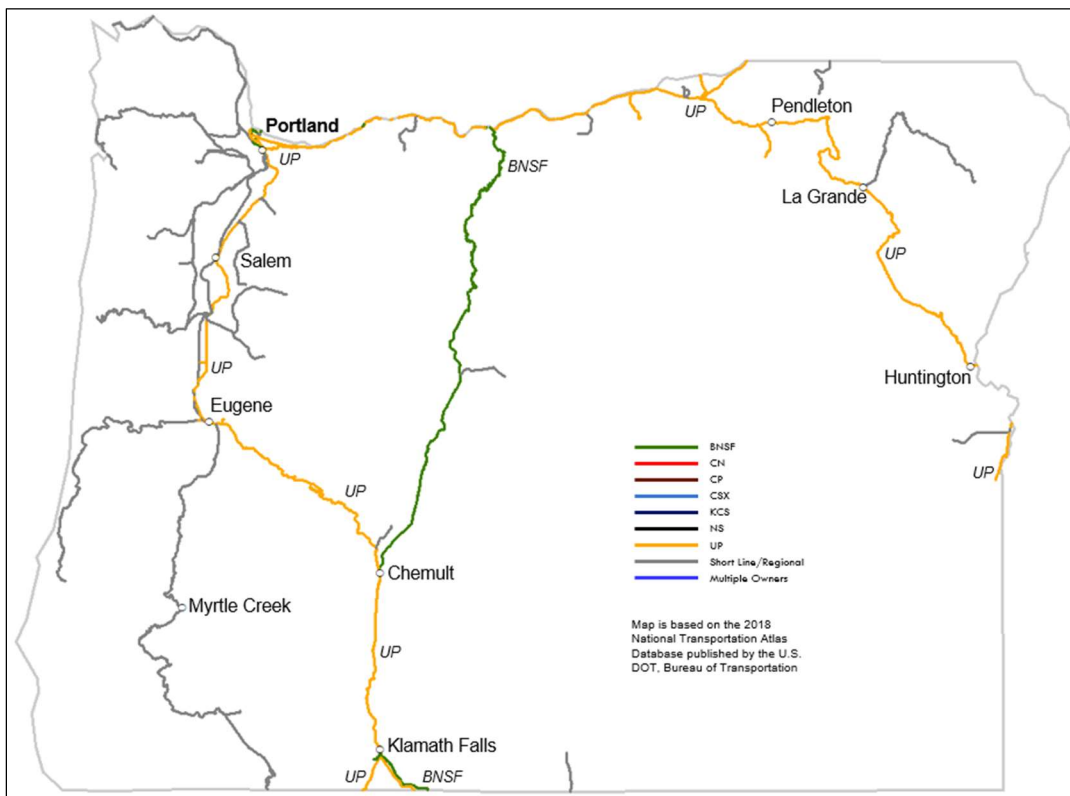 Portland
UP
BNSF
UP
Pendleton
La Grande
UP
Salem
UP
Huntington
Eugene
UP
UP
Chemult
Myrtle Creek
UP
Klamath Falls
UP
BNSF
BNSF
CN
CP
CSX
KCS
NS
UP
Short Line/Regional
Multiple Owners
Map is based on the 2018
National Transportation Atlas
Database published by the U.S.
DOT, Bureau of Transportation